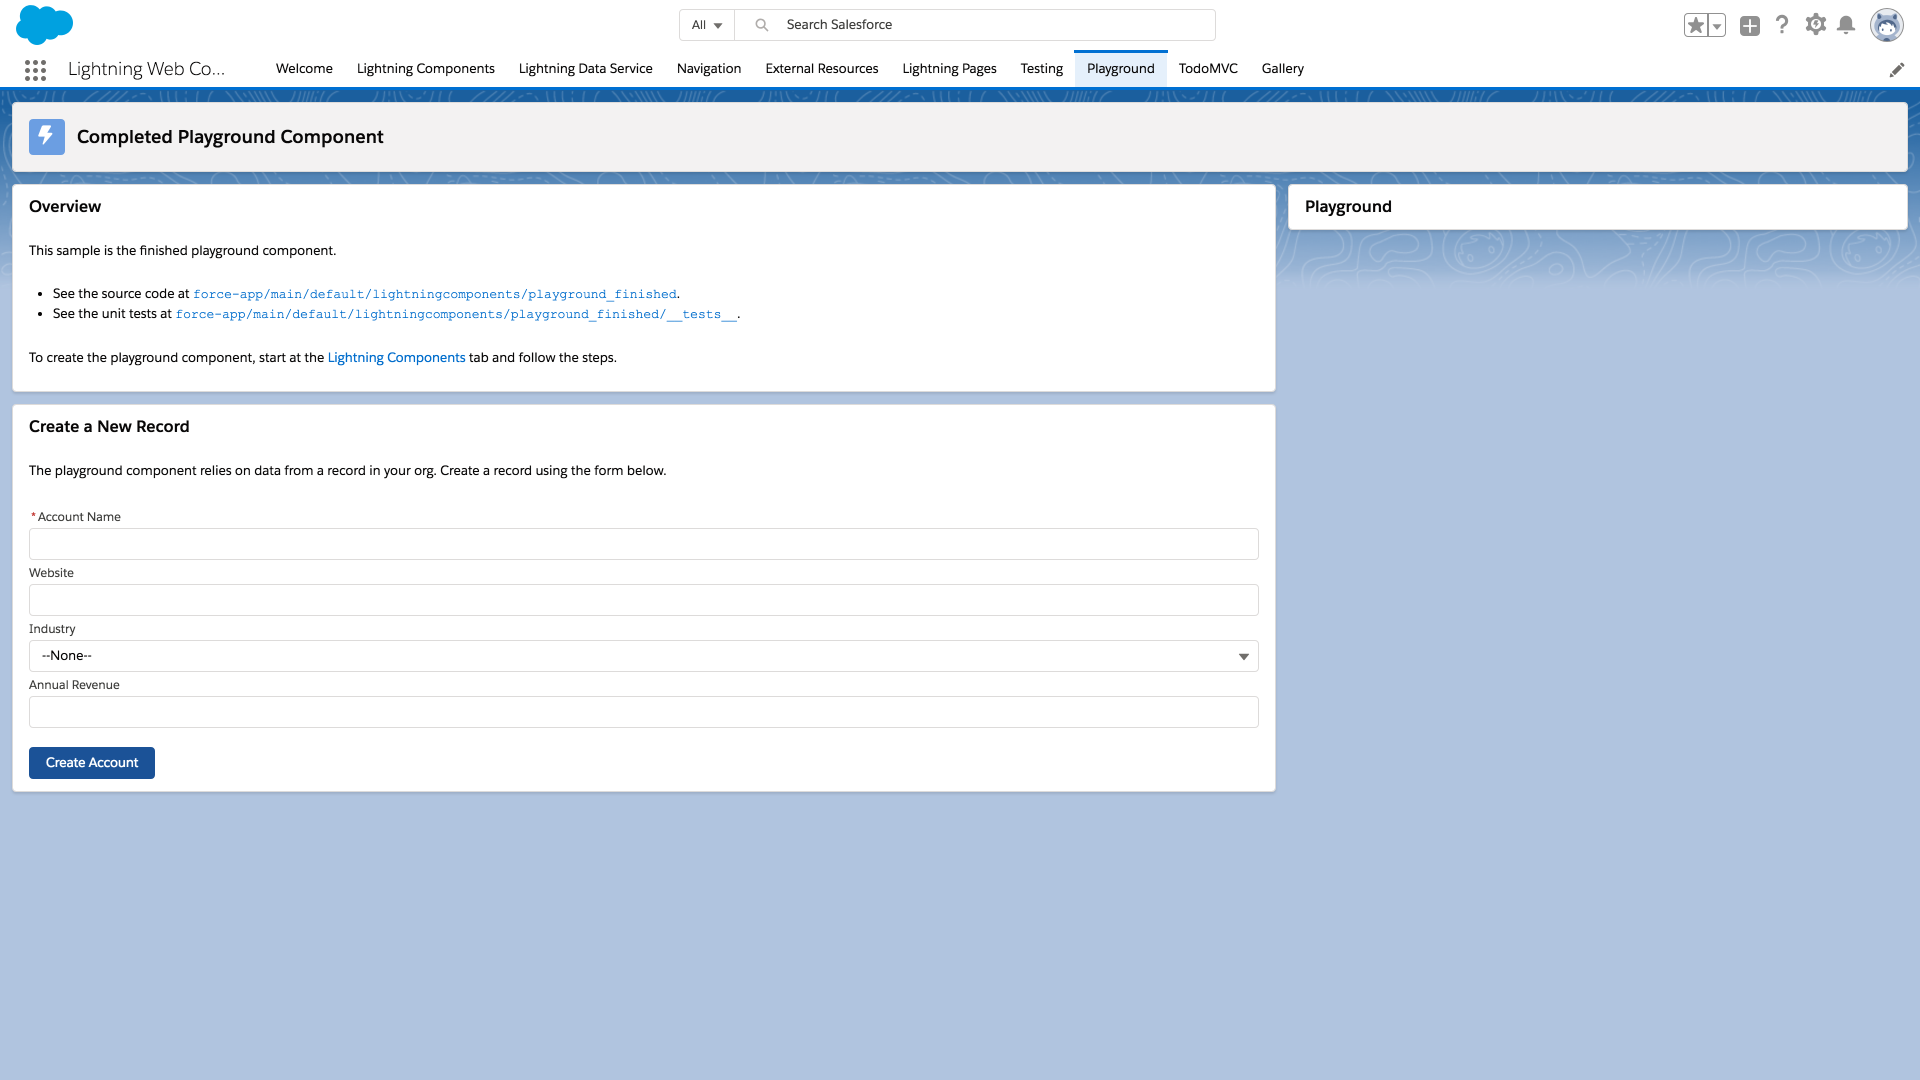 All
Search Salesforce
Lightning Web Co...
Welcome
Lightning Components
Lightning Data Service
Navigation
External Resources
Lightning Pages
Testing
Playground
TodoMVC
Gallery
Completed Playground Component
Overview
This sample is the finished playground component.
• See the source code at force-app/main/default/lightningcomponents/playground_finished.
• See the unit tests at force-app/main/default/lightningcomponents/playground_finished/__tests__.
To create the playground component, start at the Lightning Components tab and follow the steps.
Playground
Create a New Record
The playground component relies on data from a record in your org. Create a record using the form below.
*Account Name
Website
Industry
--None--
Annual Revenue
Create Account